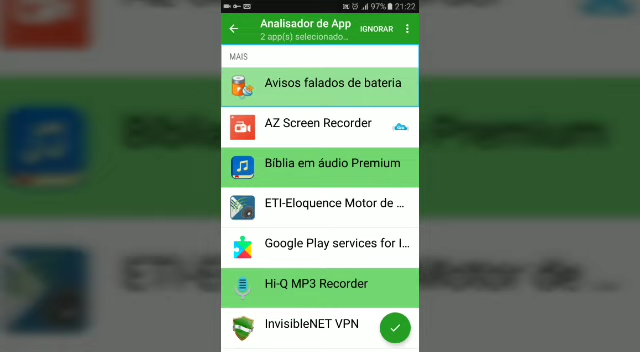 97% 21:22
Analisador de App
2 app(s) selecionado...
IGNORAR
MAIS
Avisos falados de bateria
AZ Screen Recorder
Bíblia em áudio Premium
ETI-Eloquence Motor de ...
Google Play services for I...
Hi-Q MP3 Recorder
InvisibleNET VPN